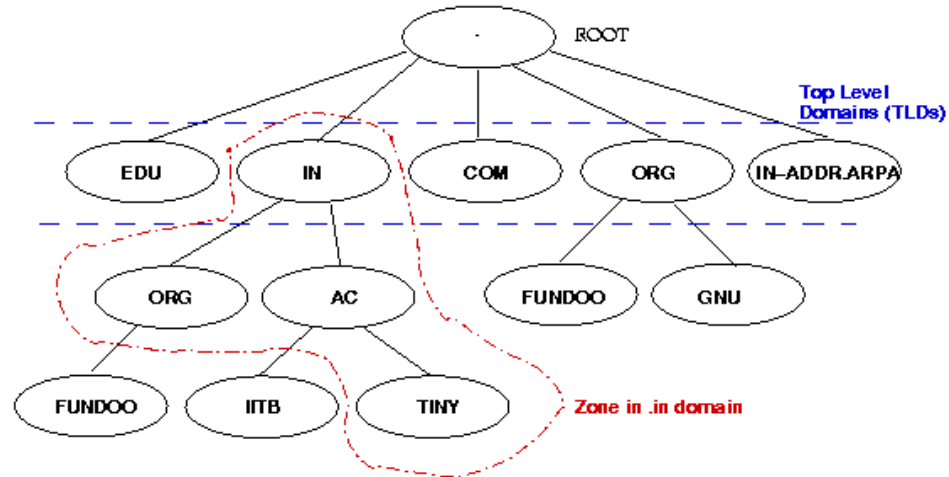 . ROOT
Top Level
Domains (TLDs)
EDU IN COM ORG IN-ADDR.ARPA
ORG AC FUNDOO GNU
FUNDOO IITB TINY Zone in .in domain